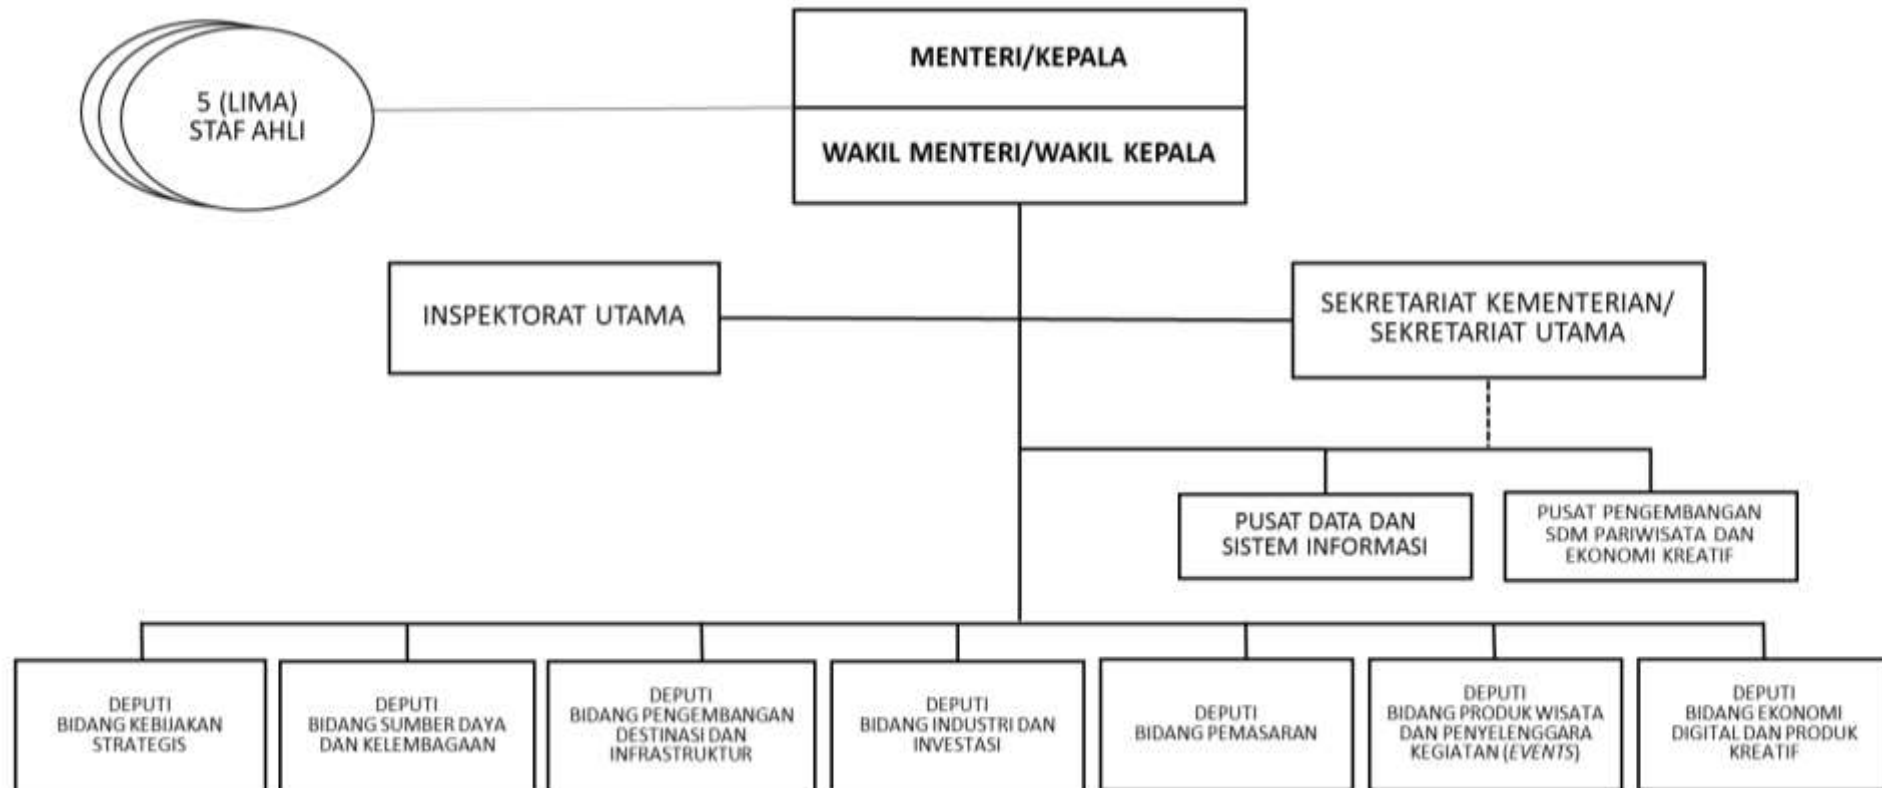 5 (LIMA)
STAF AHLI
MENTERI/KEPALA
WAKIL MENTERI/WAKIL KEPALA
INSPEKTORAT UTAMA
SEKRETARIAT KEMENTERIAN/
SEKRETARIAT UTAMA
PUSAT DATA DAN
SISTEM INFORMASI
PUSAT PENGEMBANGAN
SDM PARIWISATA DAN
EKONOMI KREATIF
DEPUTI
BIDANG KEBIJAKAN
STRATEGIS
DEPUTI
BIDANG SUMBER DAYA
DAN KELEMBAGAAN
DEPUTI
BIDANG PENGEMBANGAN
DESTINASI DAN
INFRASTRUKTUR
DEPUTI
BIDANG INDUSTRI DAN
INVESTASI
DEPUTI
BIDANG PEMASARAN
DEPUTI
BIDANG PRODUK WISATA
DAN PENYELENGGARA
KEGIATAN (EVENTS)
DEPUTI
BIDANG EKONOMI
DIGITAL DAN PRODUK
KREATIF